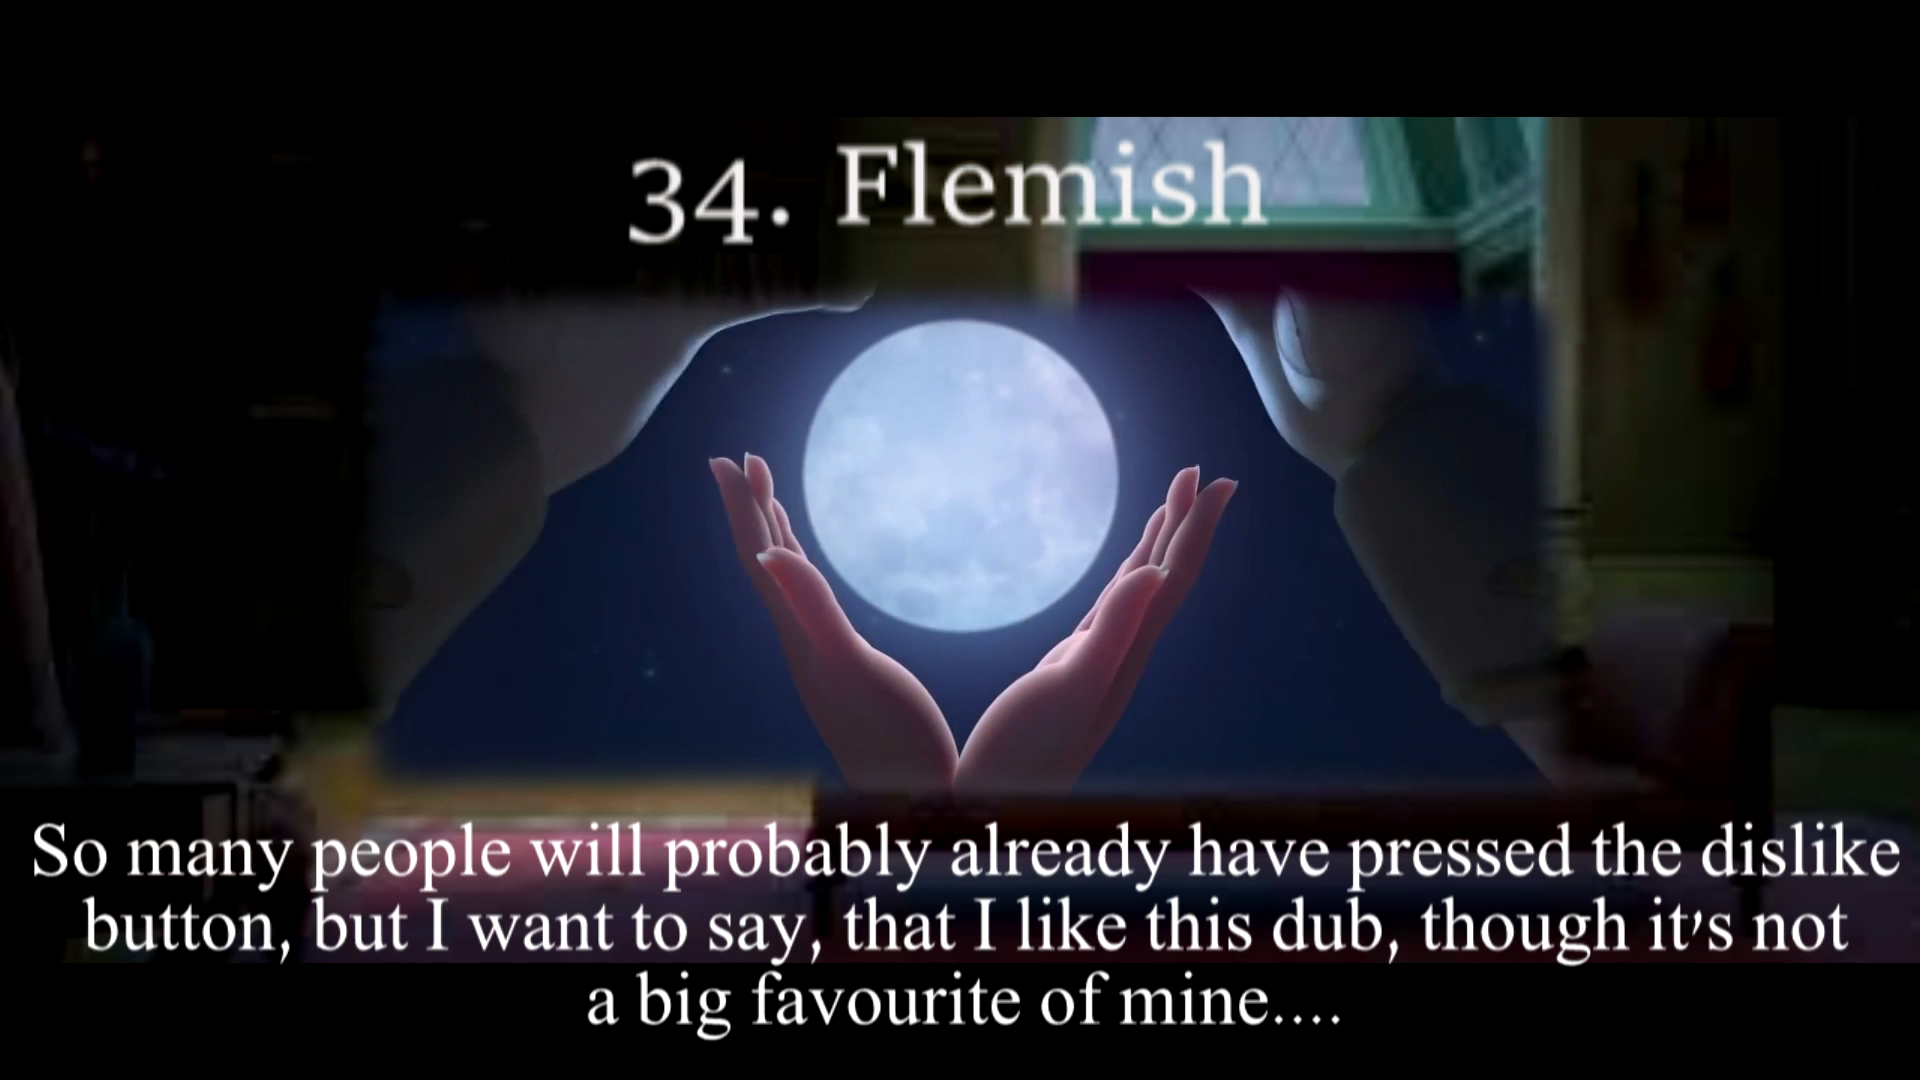 34. Flemish
So many people will probably already have pressed the dislike
button, but I want to say, that I like this dub, though it's not
a big favourite of mine....